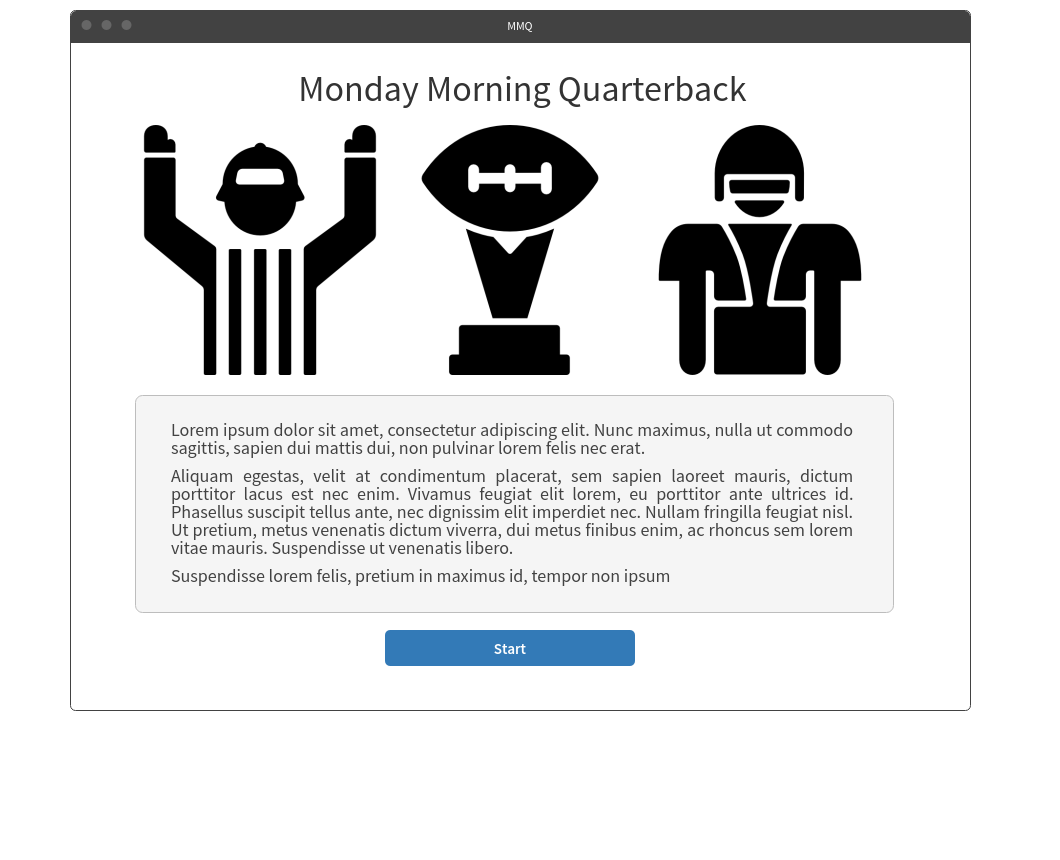 MMQ
Monday Morning Quarterback
Lorem ipsum dolor sit amet, consectetur adipiscing elit. Nunc maximus, nulla ut commodo
sagittis, sapien dui mattis dui, non pulvinar lorem felis nec erat.
Aliquam egestas, velit at condimentum placerat, sem sapien laoreet mauris, dictum
porttitor lacus est nec enim. Vivamus feugiat elit lorem, eu porttitor ante ultrices id.
Phasellus suscipit tellus ante, nec dignissim elit imperdiet nec. Nullam fringilla feugiat nisl.
Ut pretium, metus venenatis dictum viverra, dui metus finibus enim, ac rhoncus sem lorem
vitae mauris. Suspendisse ut venenatis libero.
Suspendisse lorem felis, pretium in maximus id, tempor non ipsum
Start